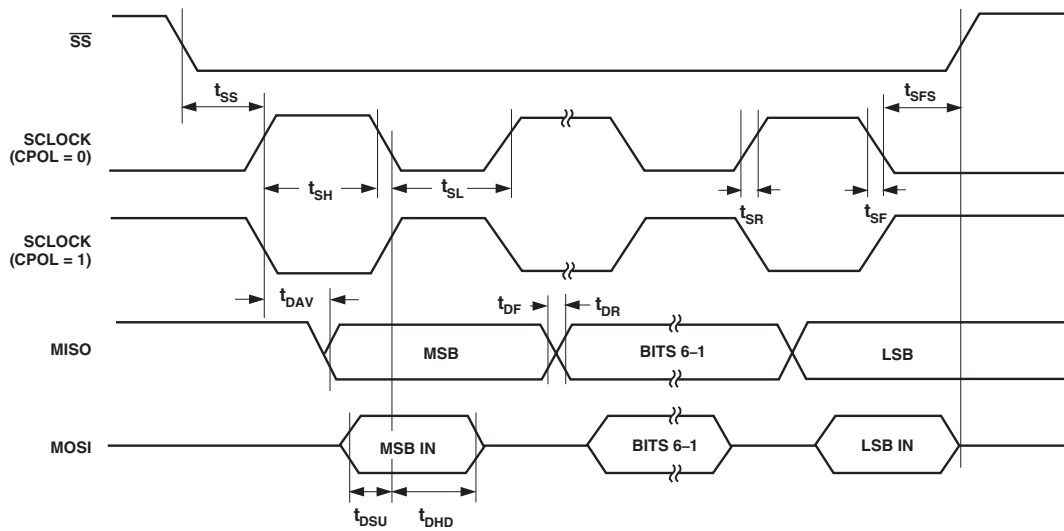 SS
tSS
tSFS
SCLOCK
(CPOL = 0)
tSH
tSL
tSR
tSF
SCLOCK
(CPOL = 1)
tDAV
tDF
tDR
MISO
MSB
BITS 6–1
LSB
MOSI
MSB IN
BITS 6–1
LSB IN
tDSU
tDHD